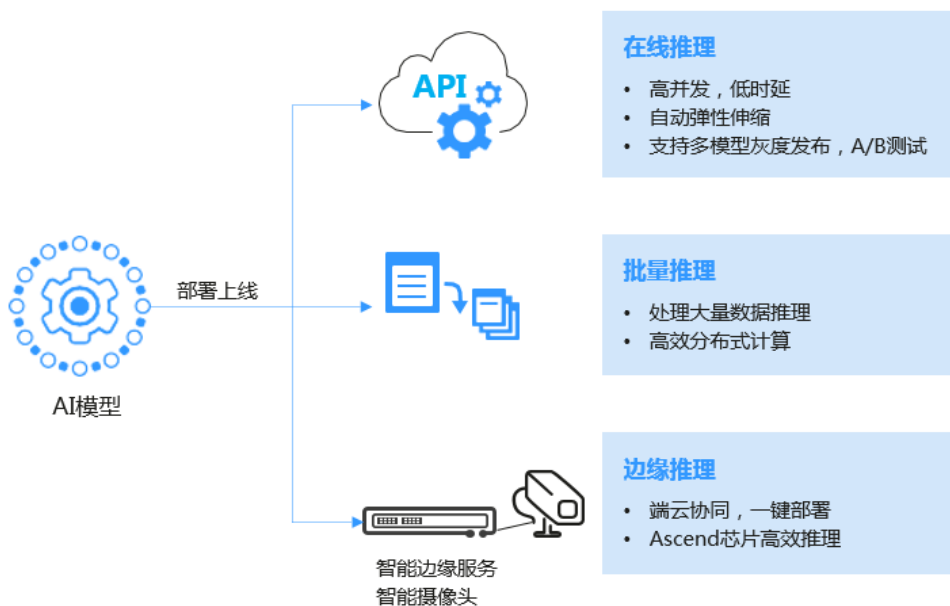 API
在线推理
• 高并发，低时延
• 自动弹性伸缩
• 支持多模型灰度发布，A/B测试
部署上线
AI模型
批量推理
• 处理大量数据推理
• 高效分布式计算
智能边缘服务
智能摄像头
边缘推理
• 端云协同，一键部署
• Ascend芯片高效推理